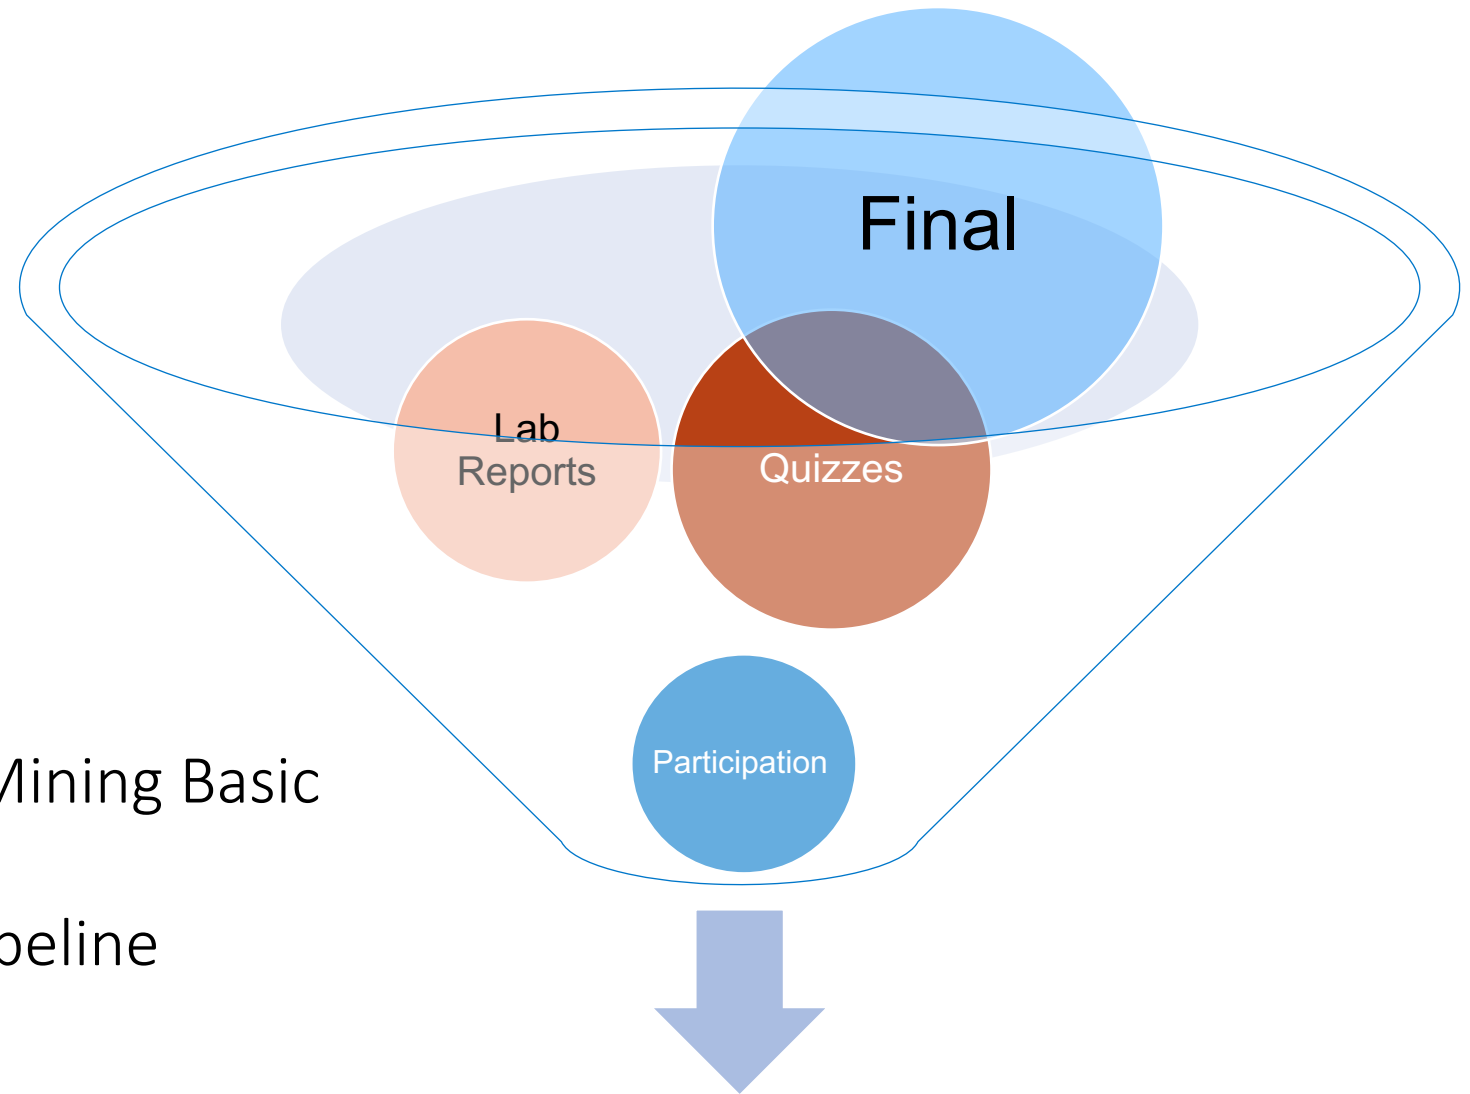 Final
Lab
Reports
Quizzes
Participation
Mining Basic
peline